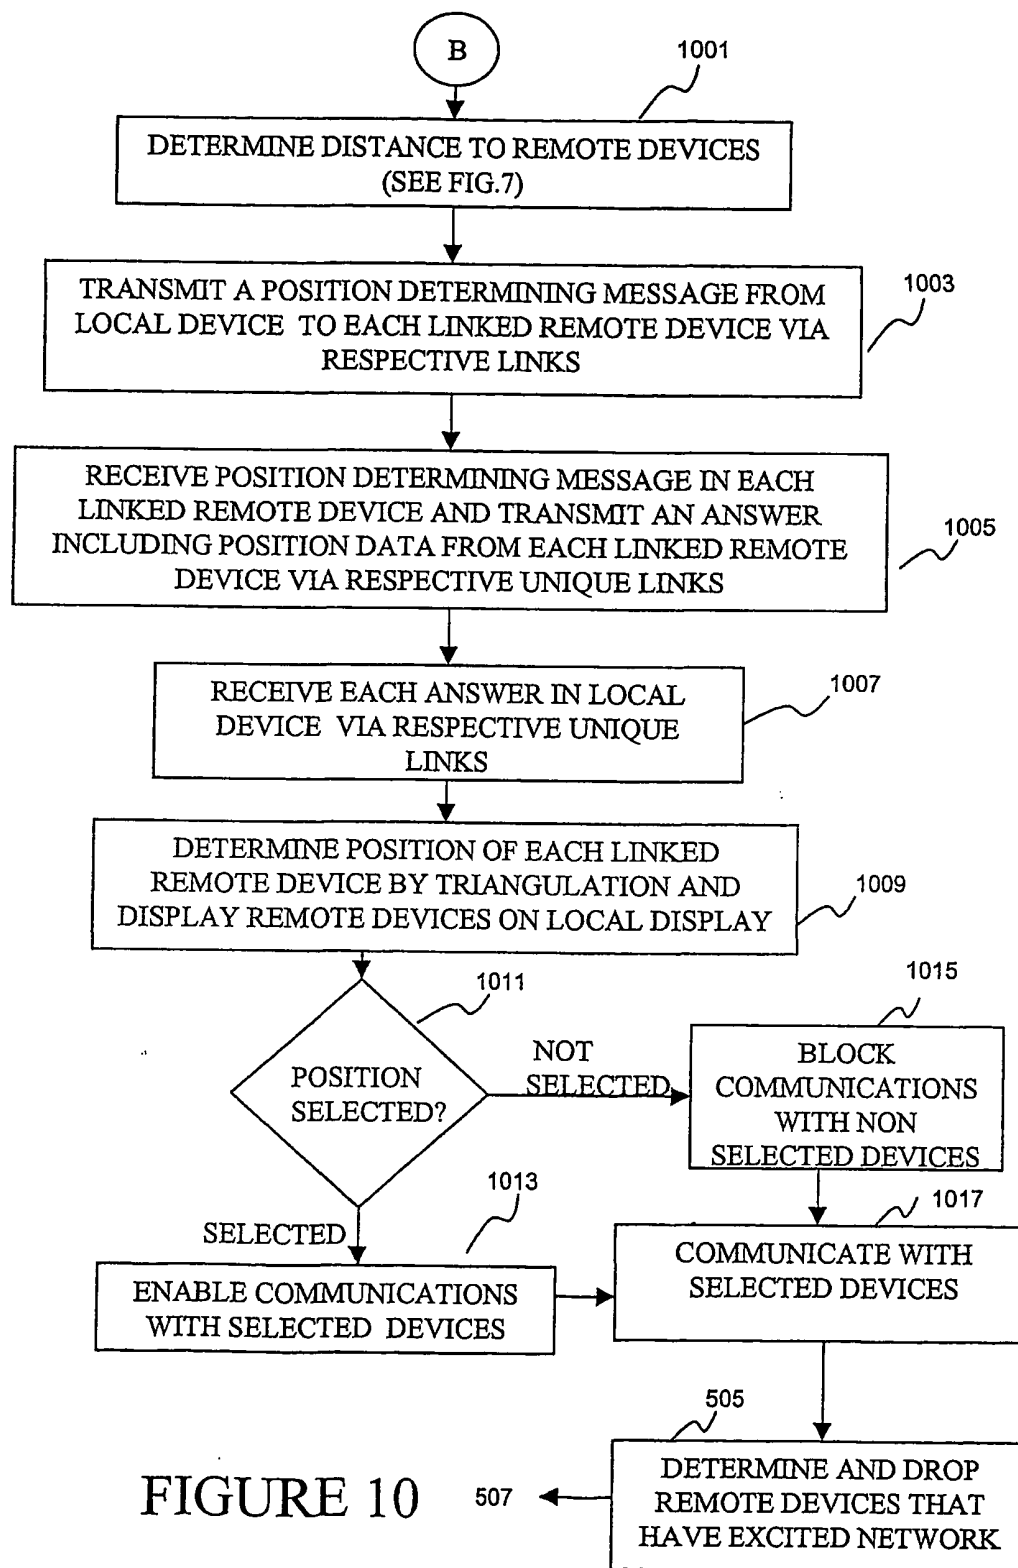 B
1001
DETERMINE DISTANCE TO REMOTE DEVICES
(SEE FIG.7)
1003
TRANSMIT A POSITION DETERMINING MESSAGE FROM
LOCAL DEVICE TO EACH LINKED REMOTE DEVICE VIA
RESPECTIVE LINKS
1005
RECEIVE POSITION DETERMINING MESSAGE IN EACH
LINKED REMOTE DEVICE AND TRANSMIT AN ANSWER
INCLUDING POSITION DATA FROM EACH LINKED REMOTE
DEVICE VIA RESPECTIVE UNIQUE LINKS
1007
RECEIVE EACH ANSWER IN LOCAL
DEVICE VIA RESPECTIVE UNIQUE
LINKS
1009
DETERMINE POSITION OF EACH LINKED
REMOTE DEVICE BY TRIANGULATION AND
DISPLAY REMOTE DEVICES ON LOCAL DISPLAY
1011
POSITION
SELECTED?
NOT
SELECTED
1015
BLOCK
COMMUNICATIONS
WITH NON
SELECTED DEVICES
SELECTED
1013
ENABLE COMMUNICATIONS
WITH SELECTED DEVICES
1017
COMMUNICATE WITH
SELECTED DEVICES
505
DETERMINE AND DROP
REMOTE DEVICES THAT
HAVE EXCITED NETWORK
507
FIGURE 10